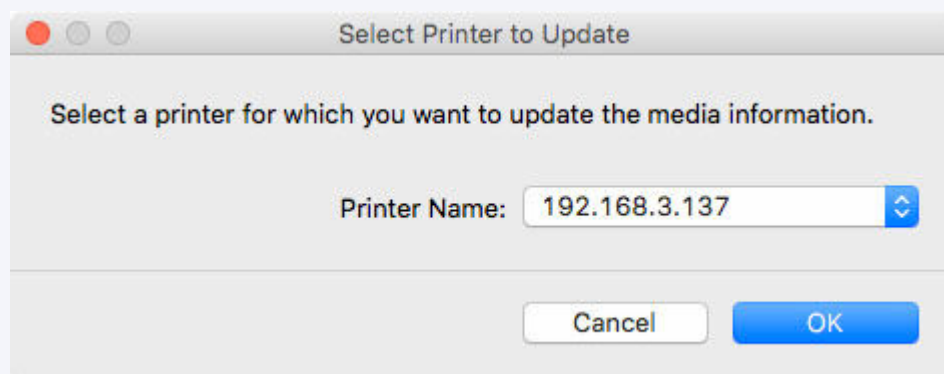 Select Printer to Update
Select a printer for which you want to update the media information.
Printer Name: 192.168.3.137
Cancel OK